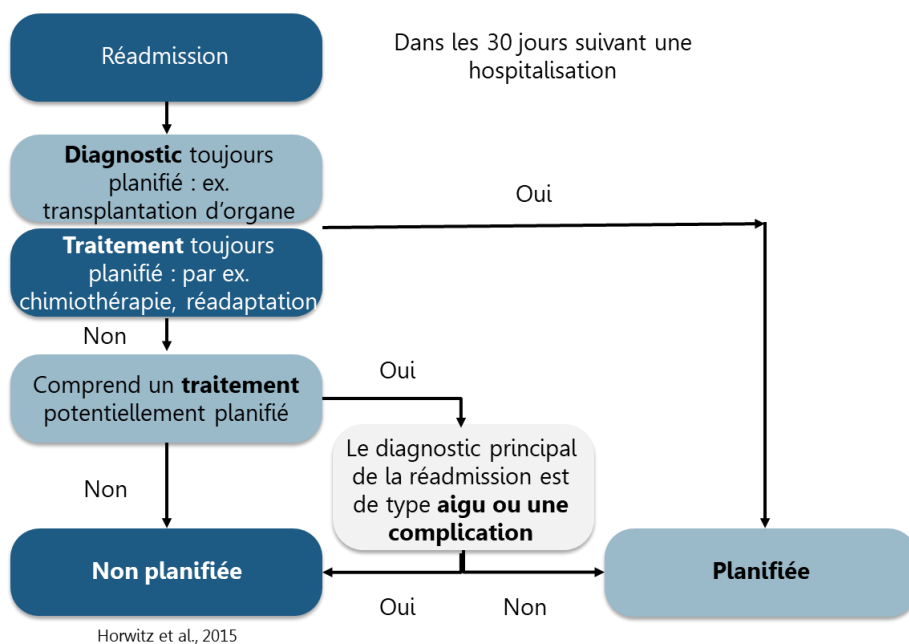 Réadmission
Dans les 30 jours suivant une
hospitalisation
Diagnostic toujours
planifié : ex.
transplantation d'organe
Oui
Traitement toujours
planifié : par ex.
chimiothérapie, réadaptation
Non
Comprend un traitement
potentiellement planifié
Oui
Le diagnostic principal
de la réadmission est
de type aigu ou une
complication
Non
Non planifiée
Planifiée
Oui
Non
Horwitz et al., 2015